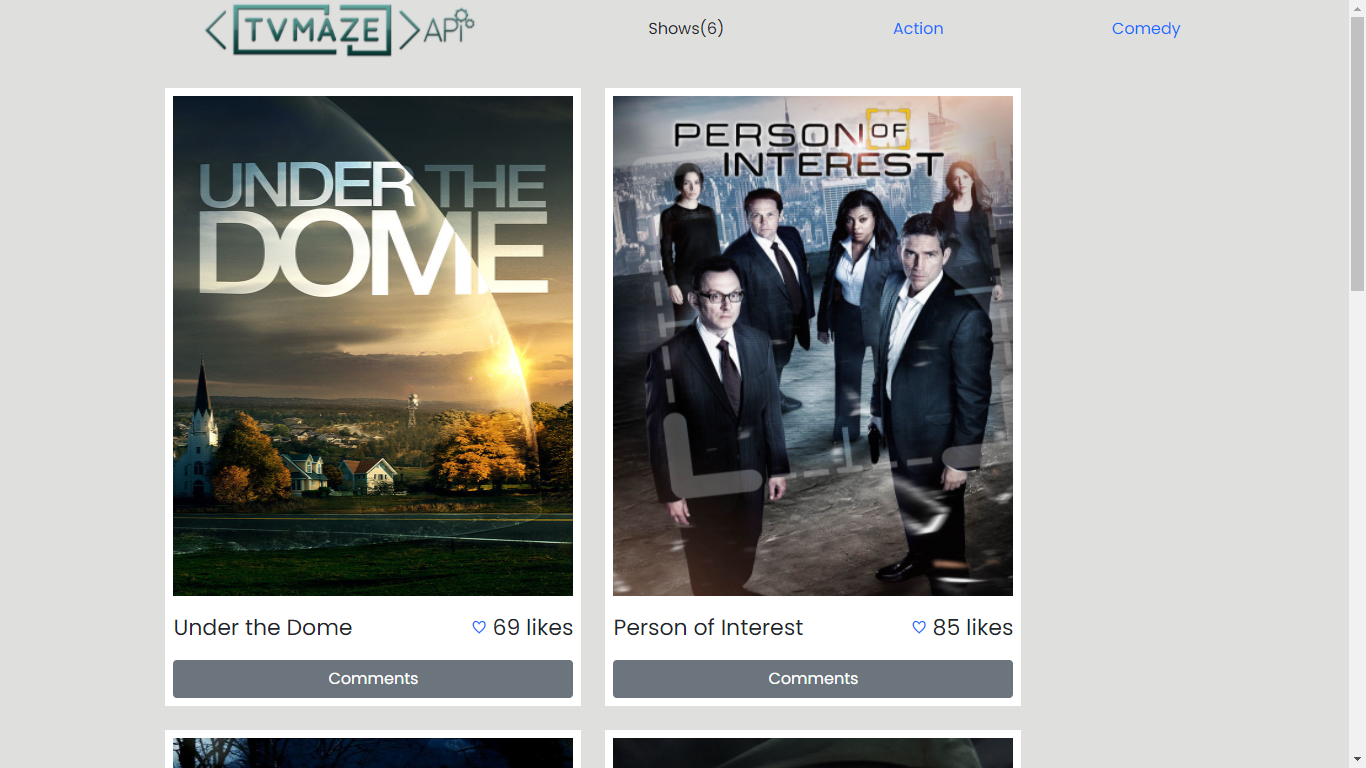 TVMAZE API
Shows(6)
Action
Comedy
UNDER THE
DOME
PERSON OF
INTEREST
Under the Dome
69 likes
Person of Interest
85 likes
Comments
Comments